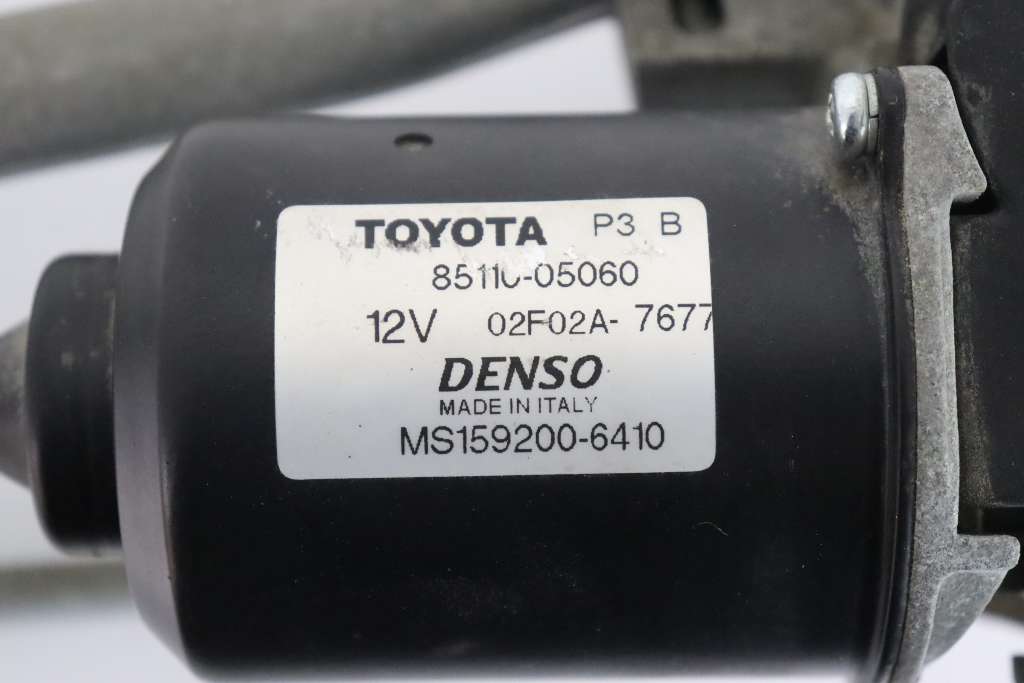 TOYOTA P3 B
85110-05060
12V 02F02A- 7677
DENSO
MADE IN ITALY
MS159200-6410